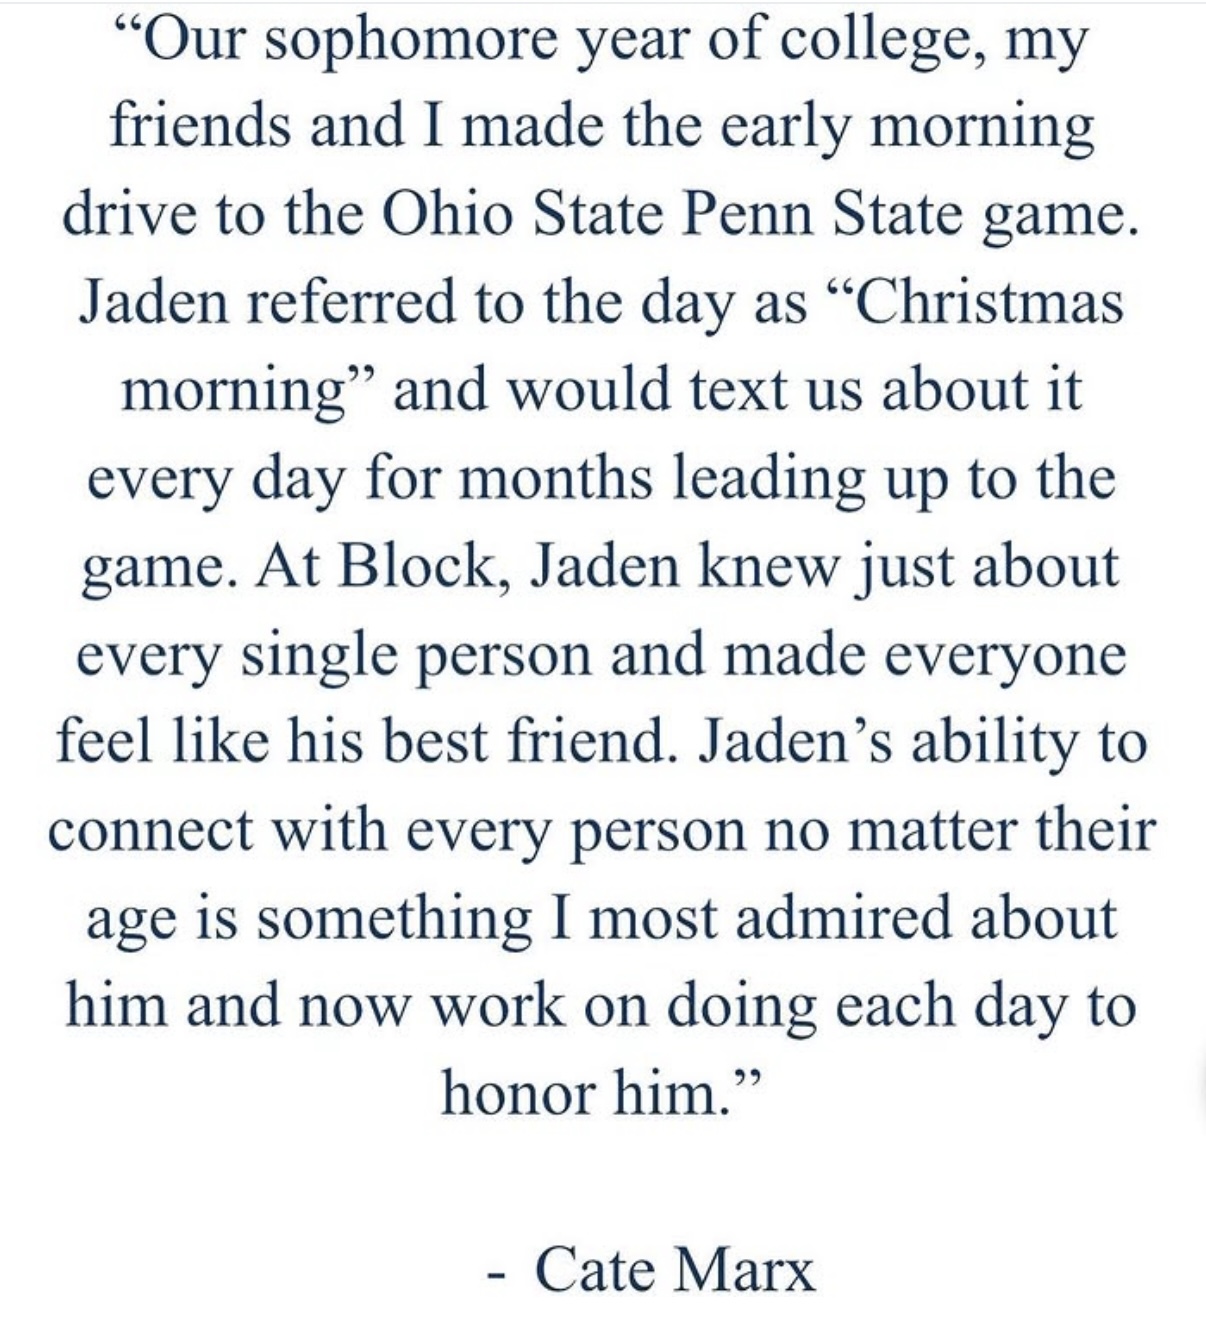 “Our sophomore year of college, my
friends and I made the early morning
drive to the Ohio State Penn State game.
Jaden referred to the day as “Christmas
morning” and would text us about it
every day for months leading up to the
game. At Block, Jaden knew just about
every single person and made everyone
feel like his best friend. Jaden’s ability to
connect with every person no matter their
age is something I most admired about
him and now work on doing each day to
honor him.”
- Cate Marx